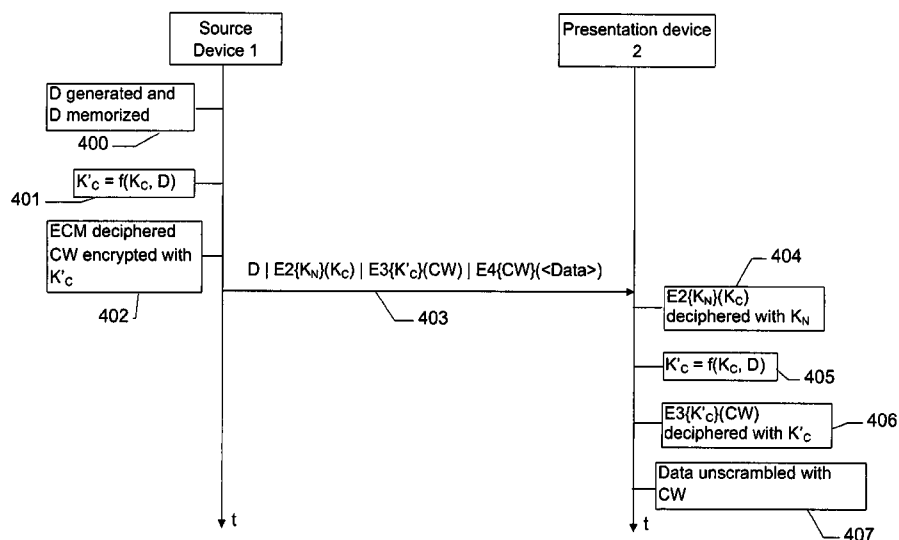 Source
Device 1
Presentation device
2
D generated and
D memorized
400
K'C = f(KC, D)
401
ECM deciphered
CW encrypted with
K'C
402
D | E2{KN}(KC) | E3{K'C}(CW) | E4{CW}(<Data>)
403
404
E2{KN}(KC)
deciphered with KN
K'C = f(KC, D)
405
E3{K'C}(CW)
deciphered with K'C
406
Data unscrambled with
CW
407
t
t